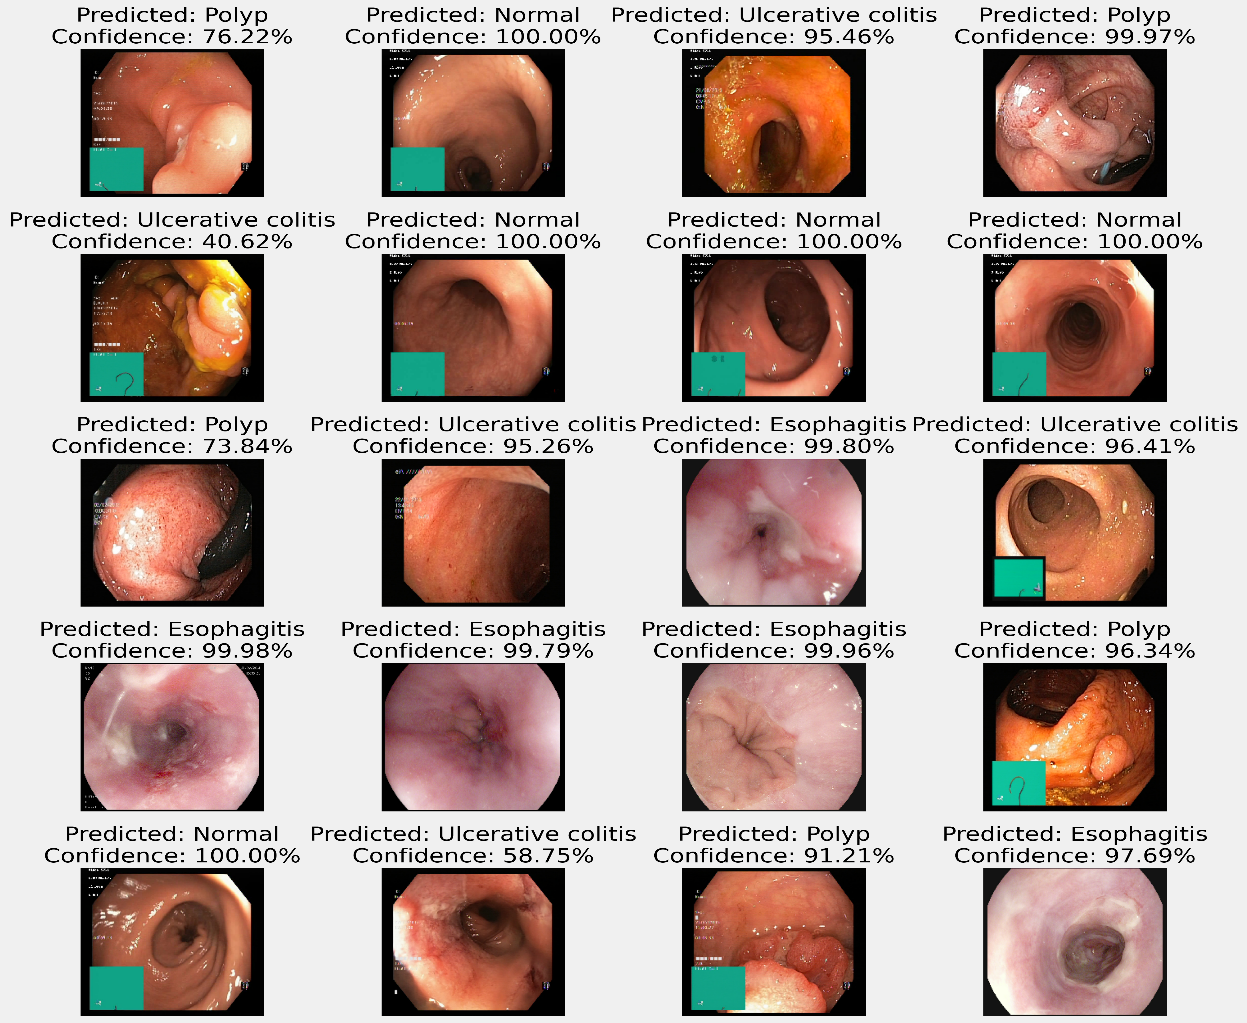 Predicted: Polyp
Confidence: 76.22%
Predicted: Normal
Confidence: 100.00%
Predicted: Ulcerative colitis
Confidence: 95.46%
Predicted: Polyp
Confidence: 99.97%
Predicted: Ulcerative colitis
Confidence: 40.62%
Predicted: Normal
Confidence: 100.00%
Predicted: Normal
Confidence: 100.00%
Predicted: Normal
Confidence: 100.00%
Predicted: Polyp
Confidence: 73.84%
Predicted: Ulcerative colitis
Confidence: 95.26%
Predicted: Esophagitis
Confidence: 99.80%
Predicted: Ulcerative colitis
Confidence: 96.41%
Predicted: Esophagitis
Confidence: 99.98%
Predicted: Esophagitis
Confidence: 99.79%
Predicted: Esophagitis
Confidence: 99.96%
Predicted: Polyp
Confidence: 96.34%
Predicted: Normal
Confidence: 100.00%
Predicted: Ulcerative colitis
Confidence: 58.75%
Predicted: Polyp
Confidence: 91.21%
Predicted: Esophagitis
Confidence: 97.69%